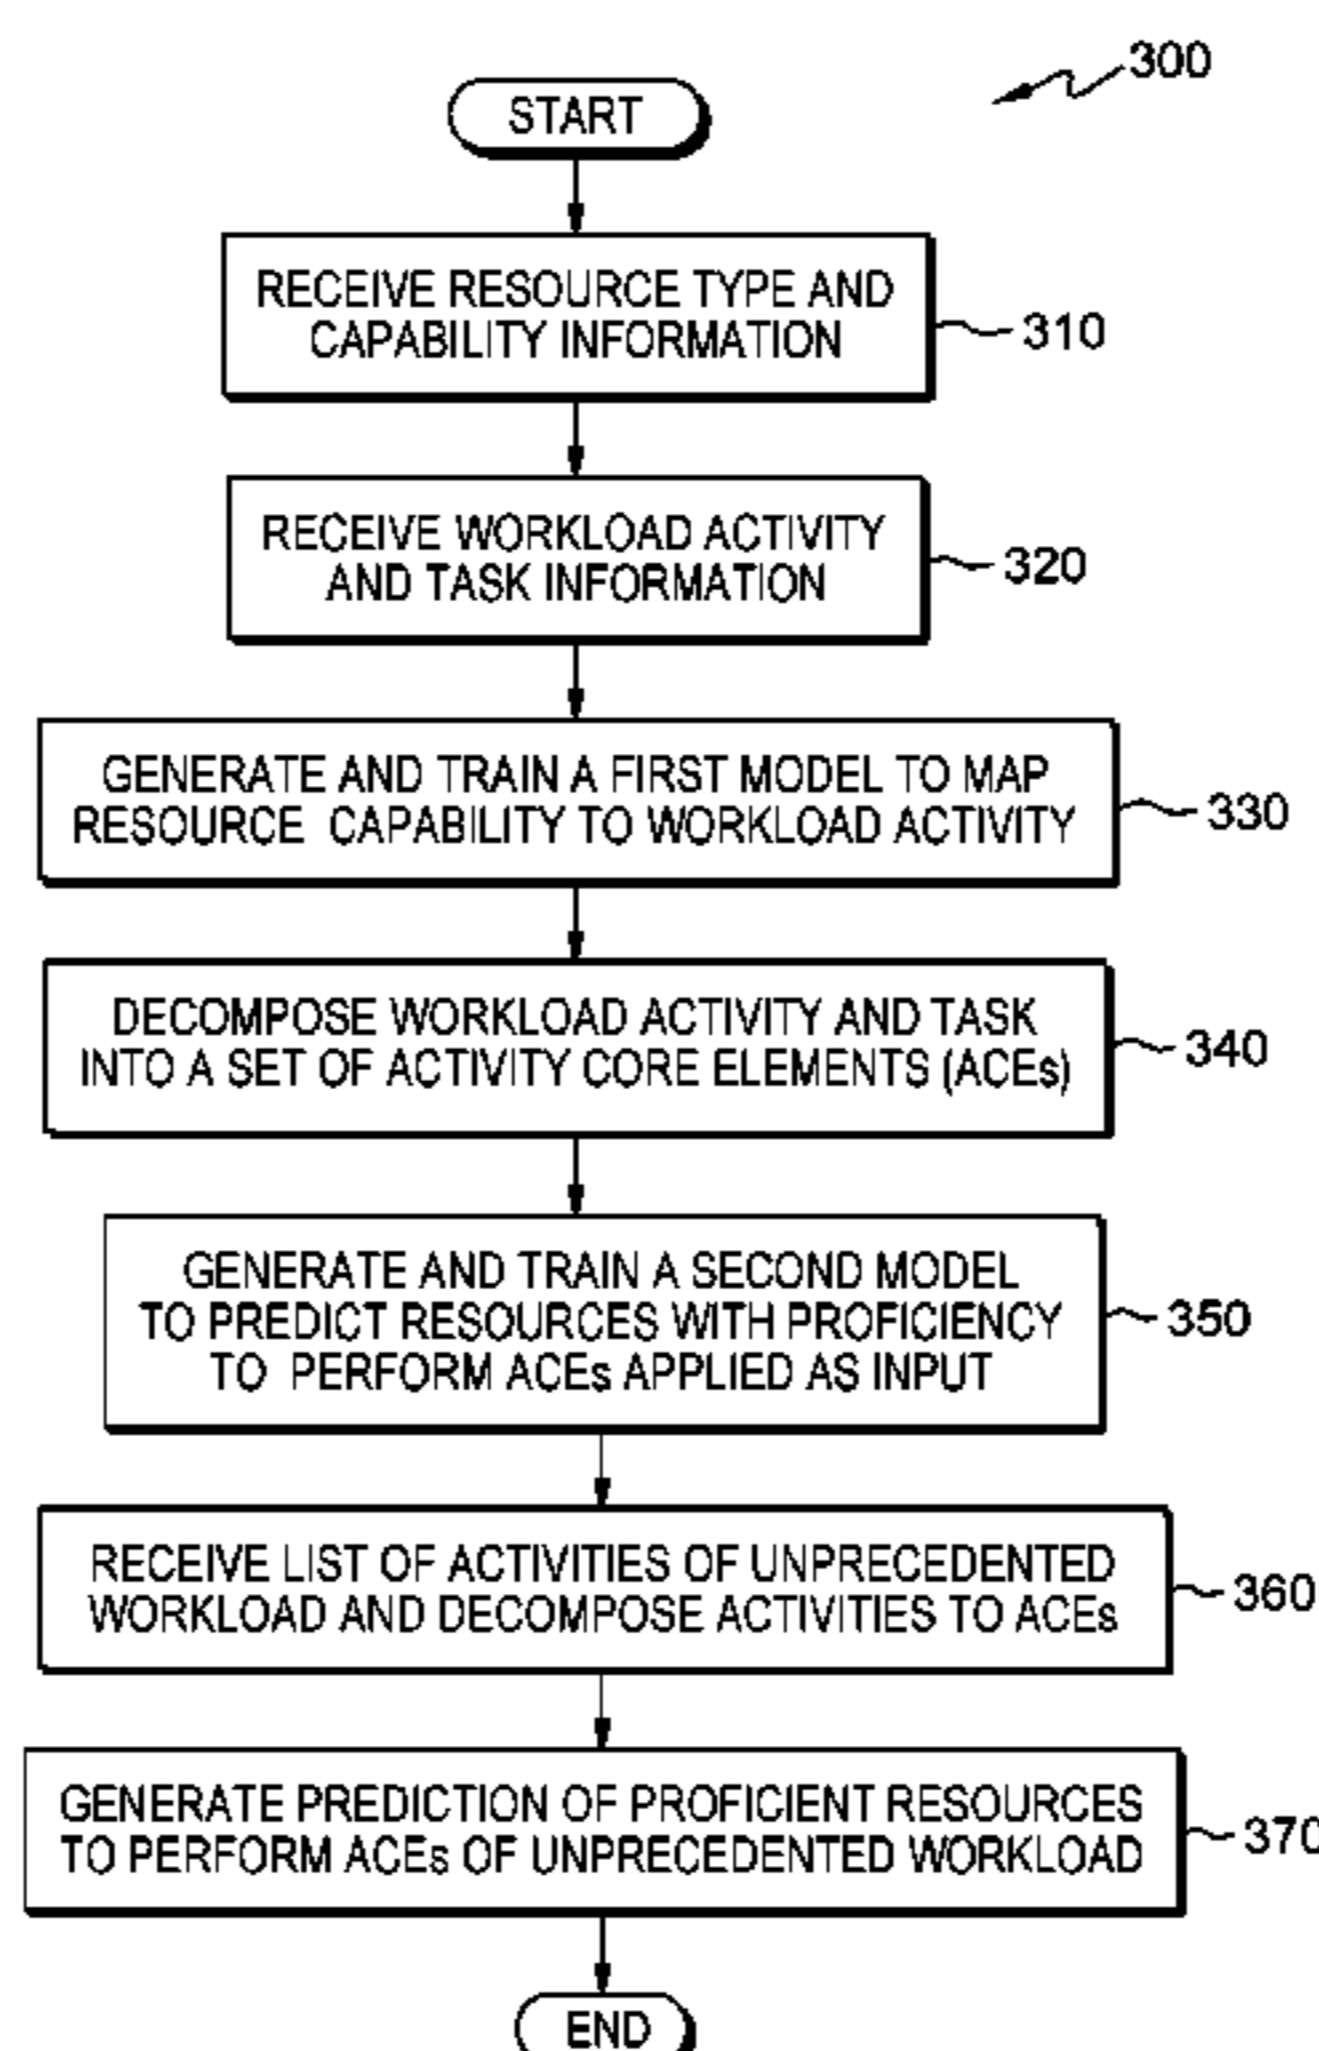 300
START
RECEIVE RESOURCE TYPE AND
CAPABILITY INFORMATION
310
RECEIVE WORKLOAD ACTIVITY
AND TASK INFORMATION
320
GENERATE AND TRAIN A FIRST MODEL TO MAP
RESOURCE CAPABILITY TO WORKLOAD ACTIVITY
330
DECOMPOSE WORKLOAD ACTIVITY AND TASK
INTO A SET OF ACTIVITY CORE ELEMENTS (ACEs)
340
GENERATE AND TRAIN A SECOND MODEL
TO PREDICT RESOURCES WITH PROFICIENCY
TO PERFORM ACEs APPLIED AS INPUT
350
RECEIVE LIST OF ACTIVITIES OF UNPRECEDENTED
WORKLOAD AND DECOMPOSE ACTIVITIES TO ACEs
360
GENERATE PREDICTION OF PROFICIENT RESOURCES
TO PERFORM ACEs OF UNPRECEDENTED WORKLOAD
370
END